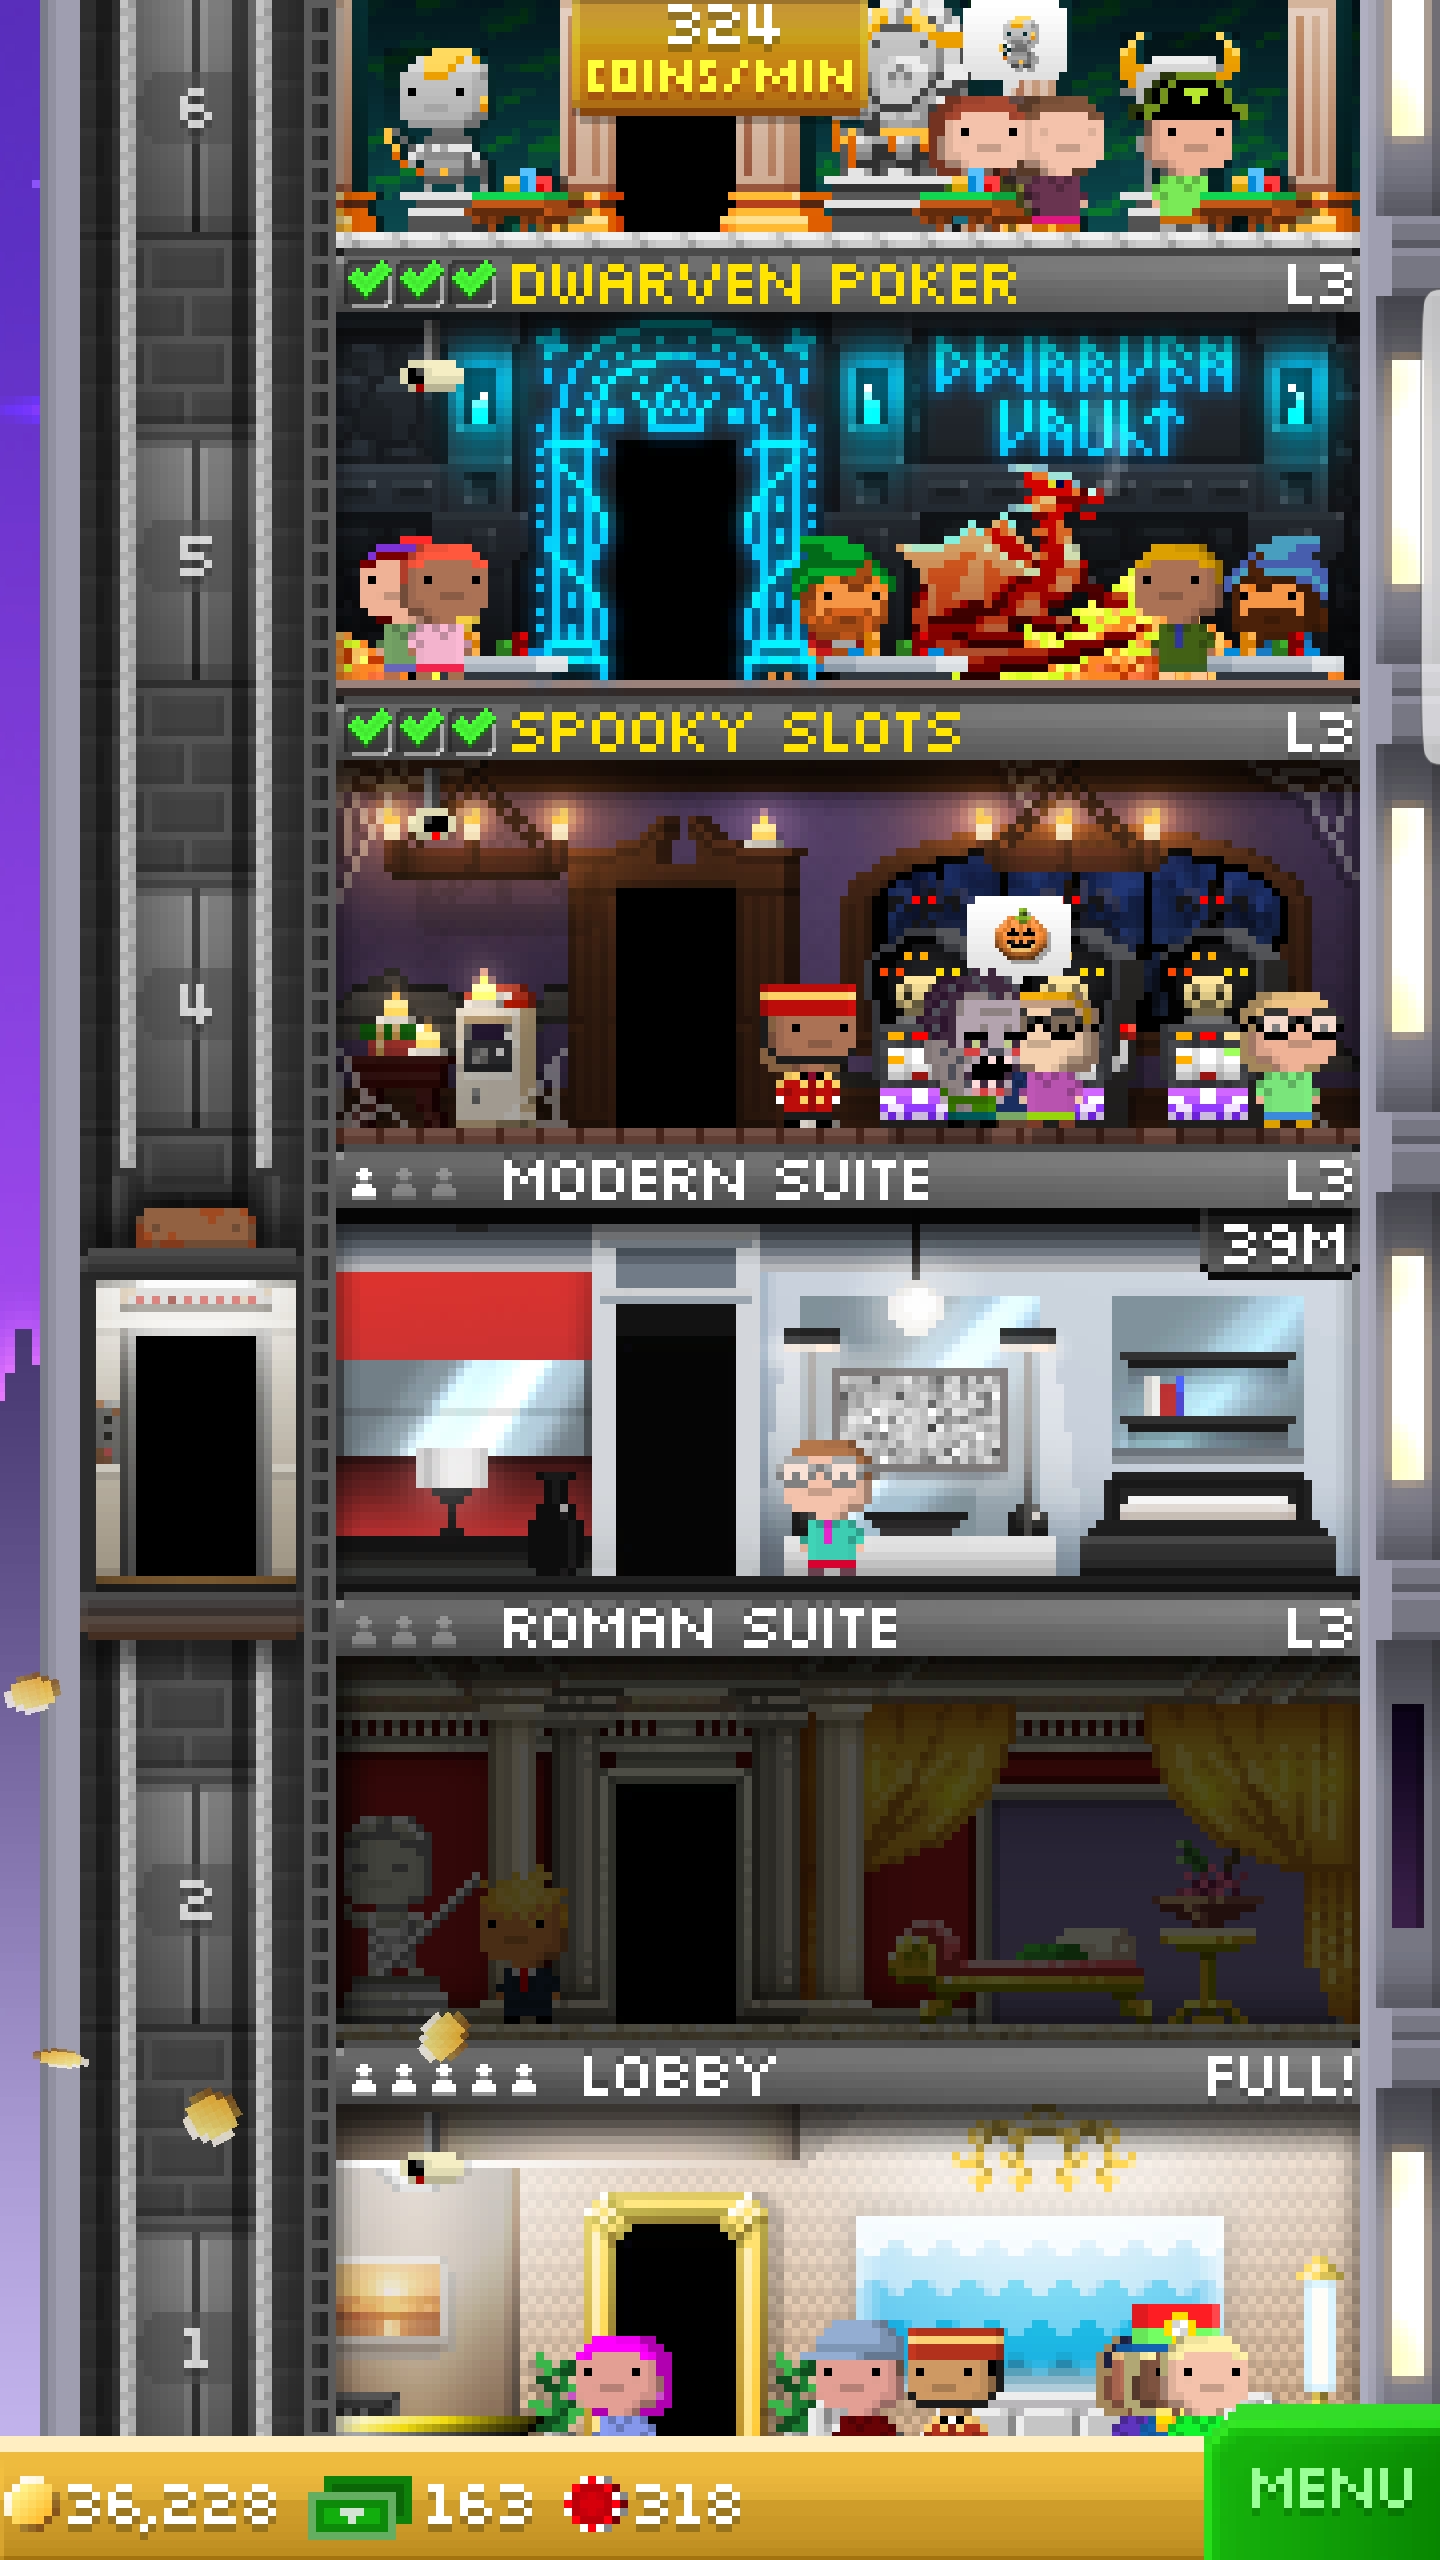 324
COINS/MIN
6
DWARVEN POKER L3
DWARVEN
VAULT
5
SPOOKY SLOTS L3
4
MODERN SUITE L3
39M
ROMAN SUITE L3
2
LOBBY FULL!
1
36,228 163 318
MENU